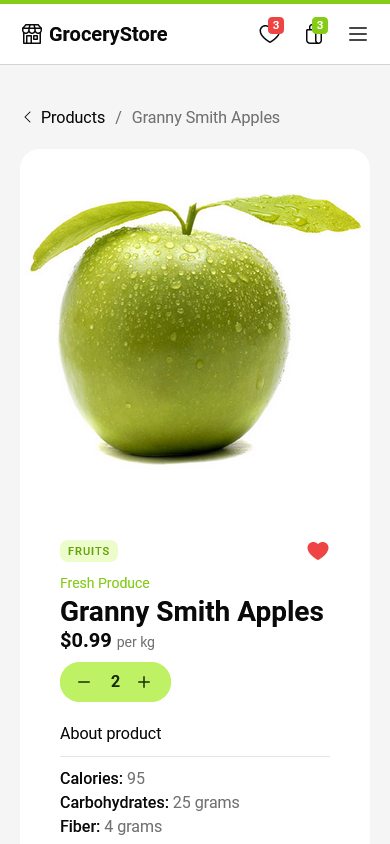 GroceryStore 3 3
Products / Granny Smith Apples
FRUITS
Fresh Produce
Granny Smith Apples
$0.99 per kg
2
About product
Calories: 95
Carbohydrates: 25 grams
Fiber: 4 grams